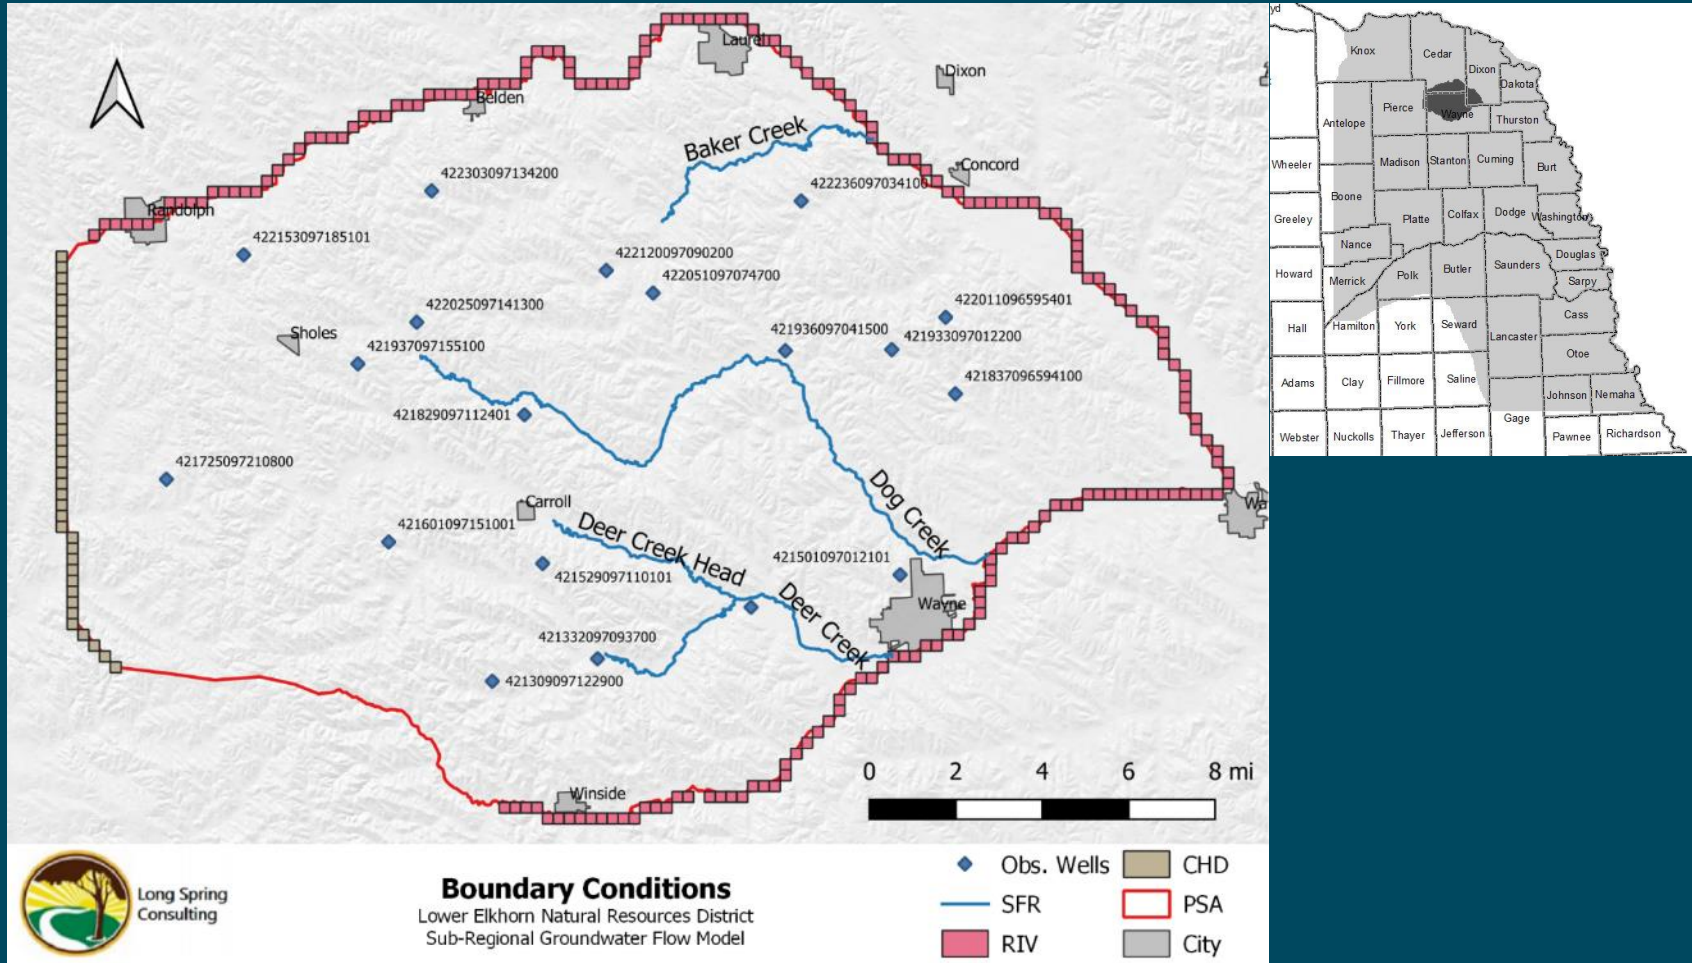 N
Laurel
Dixon
Belden
Baker Creek
Concord
422303097134200
422236097034100
Randolph
422153097185101
422120097090200
422051097074700
422025097141300
422011096595401
Sholes
421936097041500
421933097012200
421937097155100
421837096594100
421829097112401
421725097210800
Dog Creek
Carroll
421601097151001
Deer Creek Head
421501097012101
421529097110101
Deer Creek
Wayne
421332097093700
421309097122900
Winside
Wa
0 2 4 6 8 mi
Long Spring
Consulting
Boundary Conditions
Lower Elkhorn Natural Resources District
Sub-Regional Groundwater Flow Model
Obs. Wells
SFR
RIV
CHD
PSA
City
yd
Knox
Cedar
Dixon
Dakota
Pierce
Wayne
Thurston
Antelope
Wheeler
Madison
Stanton
Cuming
Burt
Boone
Greeley
Platte
Colfax
Dodge
Washington
Nance
Douglas
Howard
Merrick
Polk
Butler
Saunders
Sarpy
Hall
Hamilton
York
Seward
Cass
Lancaster
Otoe
Adams
Clay
Fillmore
Saline
Johnson
Nemaha
Gage
Webster
Nuckolls
Thayer
Jefferson
Pawnee
Richardson